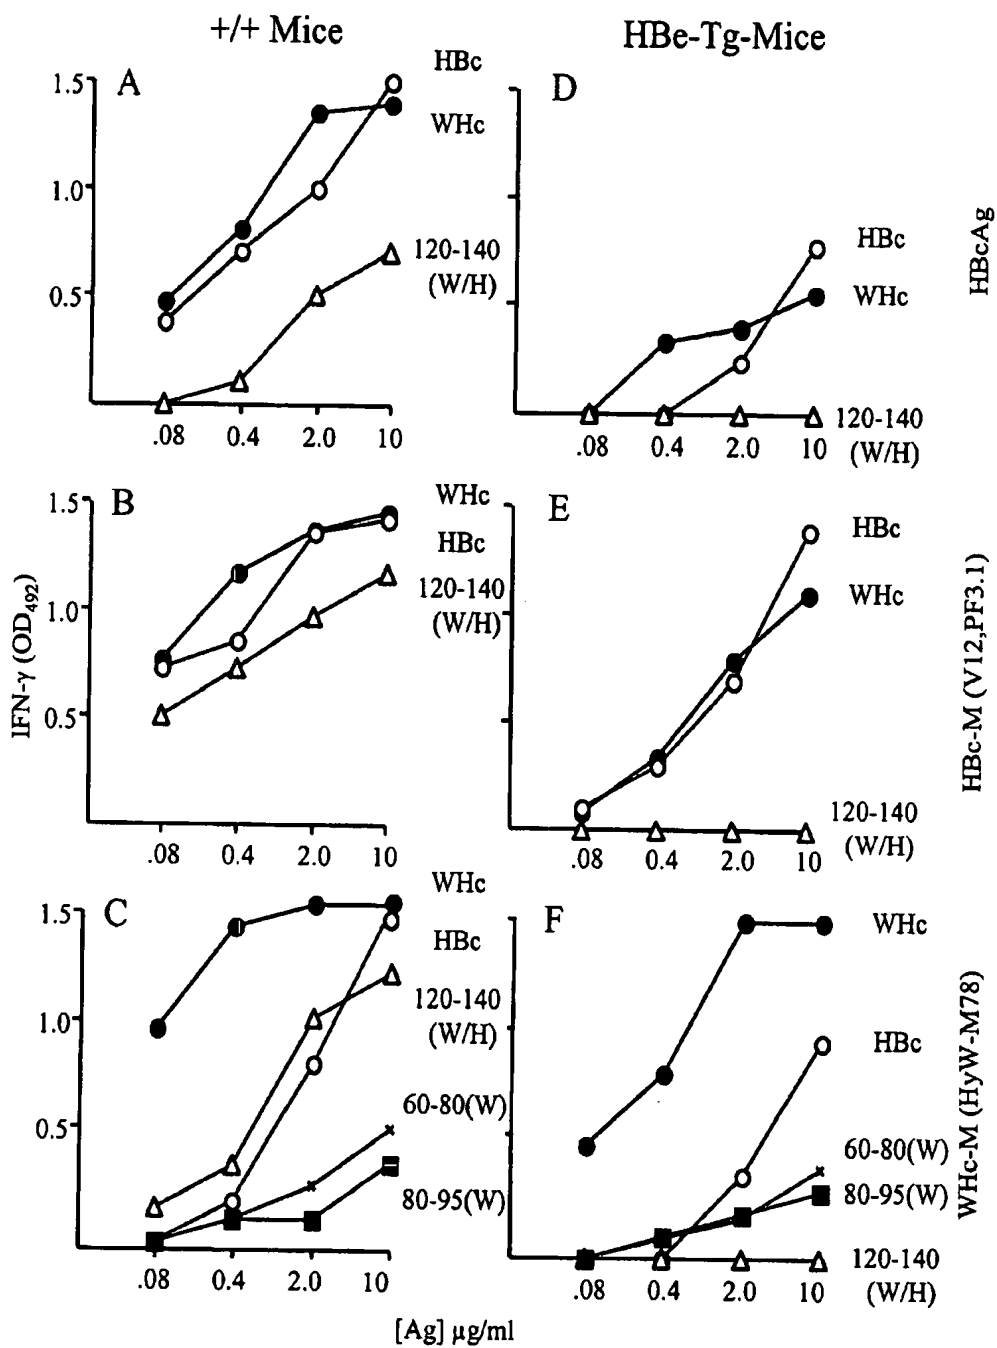 +/+ Mice
HBe-Tg-Mice
A
1.5
1.0
0.5
HBc
WHc
120-140
(W/H)
.08 0.4 2.0 10
D
HBc
WHc
120-140
(W/H)
.08 0.4 2.0 10
HBcAg
B
1.5
1.0
0.5
WHc
HBc
120-140
(W/H)
.08 0.4 2.0 10
IFN-γ (OD492)
E
HBc
WHc
120-140
(W/H)
.08 0.4 2.0 10
HBc-M (V12,PF3.1)
C
1.5
1.0
0.5
WHc
HBc
120-140
(W/H)
60-80(W)
80-95(W)
.08 0.4 2.0 10
F
WHc
HBc
60-80(W)
80-95(W)
120-140
(W/H)
.08 0.4 2.0 10
WHc-M (HyW-M78)
[Ag] μg/ml